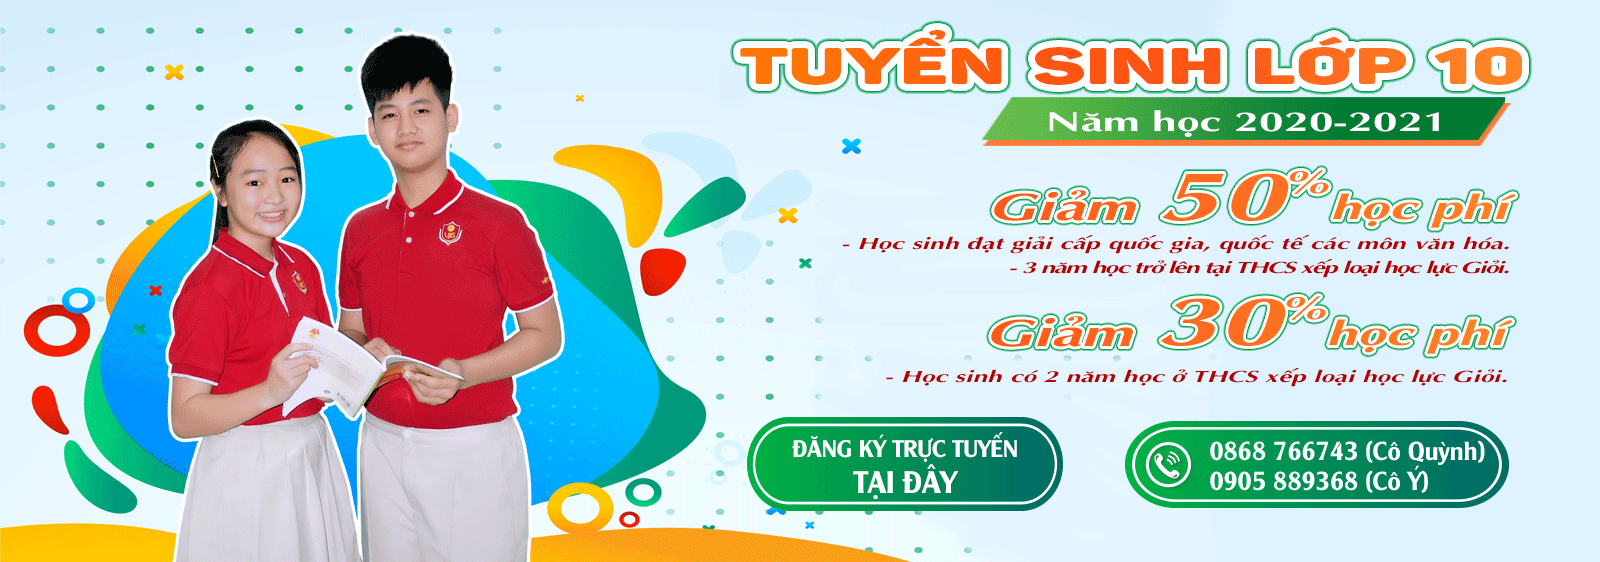 TUYỂN SINH LỚP 10
Năm học 2020-2021
Giảm 50% học phí
- Học sinh đạt giải cấp quốc gia, quốc tế các môn văn hóa.
- 3 năm học trở lên tại THCS xếp loại học lực Giỏi.
Giảm 30% học phí
- Học sinh có 2 năm học ở THCS xếp loại học lực Giỏi.
ĐĂNG KÝ TRỰC TUYẾN
TẠI ĐÂY
0868 766743 (Cô Quỳnh)
0905 889368 (Cô Ý)